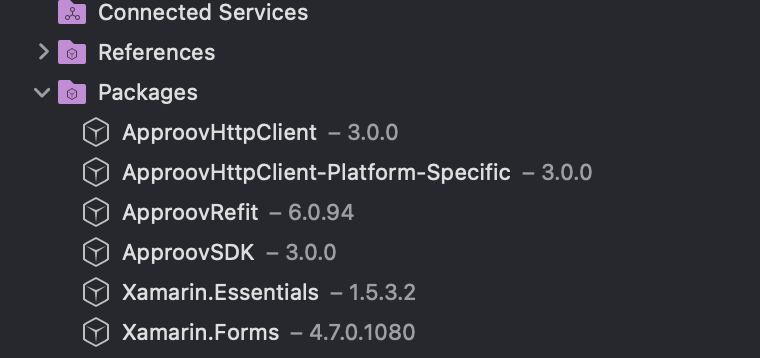 Connected Services
References
Packages
ApproovHttpClient – 3.0.0
ApproovHttpClient-Platform-Specific – 3.0.0
ApproovRefit – 6.0.94
ApproovSDK – 3.0.0
Xamarin.Essentials – 1.5.3.2
Xamarin.Forms – 4.7.0.1080